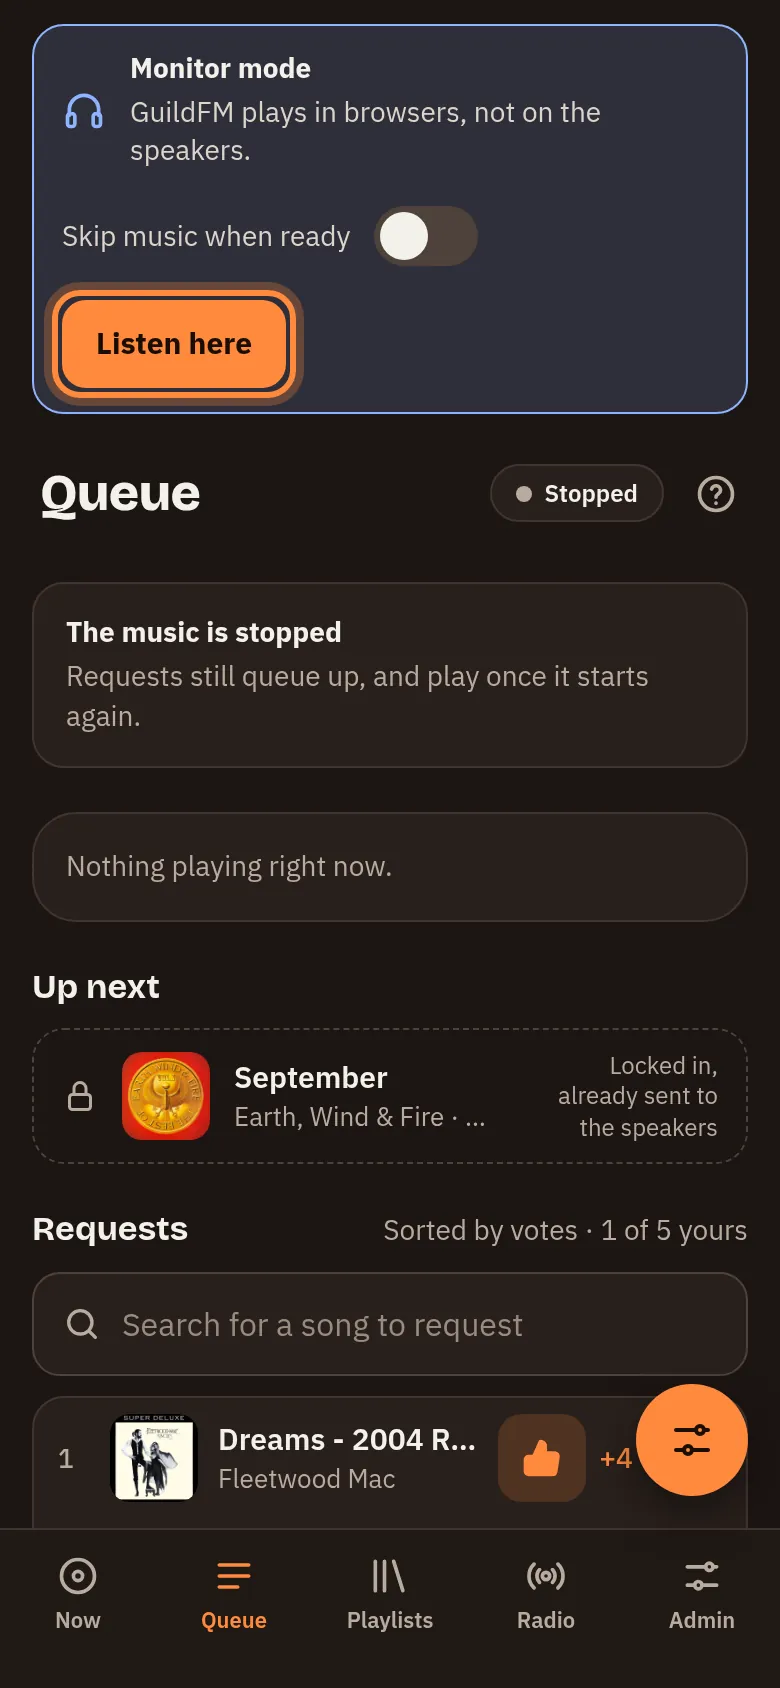 Monitor mode
GuildFM plays in browsers, not on the
speakers.
Skip music when ready
Listen here
Queue
Stopped
The music is stopped
Requests still queue up, and play once it starts
again.
Nothing playing right now.
Up next
September
Earth, Wind & Fire · ...
Locked in,
already sent to
the speakers
Requests
Sorted by votes · 1 of 5 yours
Search for a song to request
1
SUPER DELUXE
Dreams - 2004 R...
Fleetwood Mac
+4
Now
Queue
Playlists
Radio
Admin